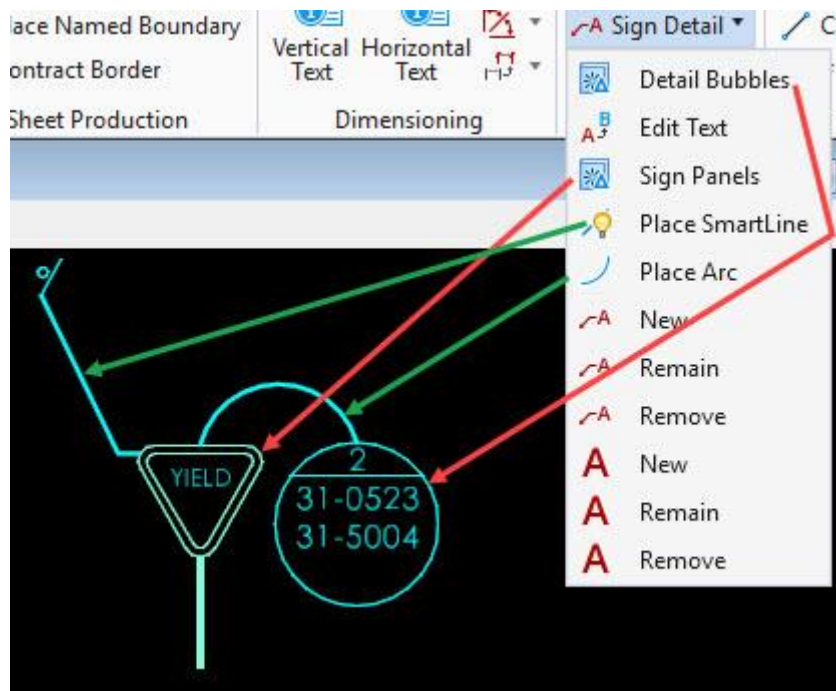 ace Named Boundary
ontract Border
Sheet Production
Vertical Text
Horizontal Text
Dimensioning
A Sign Detail
C
Detail Bubbles
A B Edit Text
Sign Panels
Place SmartLine
Place Arc
A New
A Remain
A Remove
A New
A Remain
A Remove
YIELD
2
31-0523
31-5004